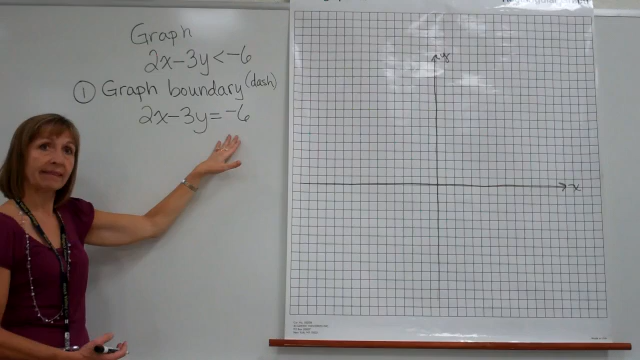 Graph
2x-3y<-6
① Graph boundary (dash)
2x-3y=-6
y
x